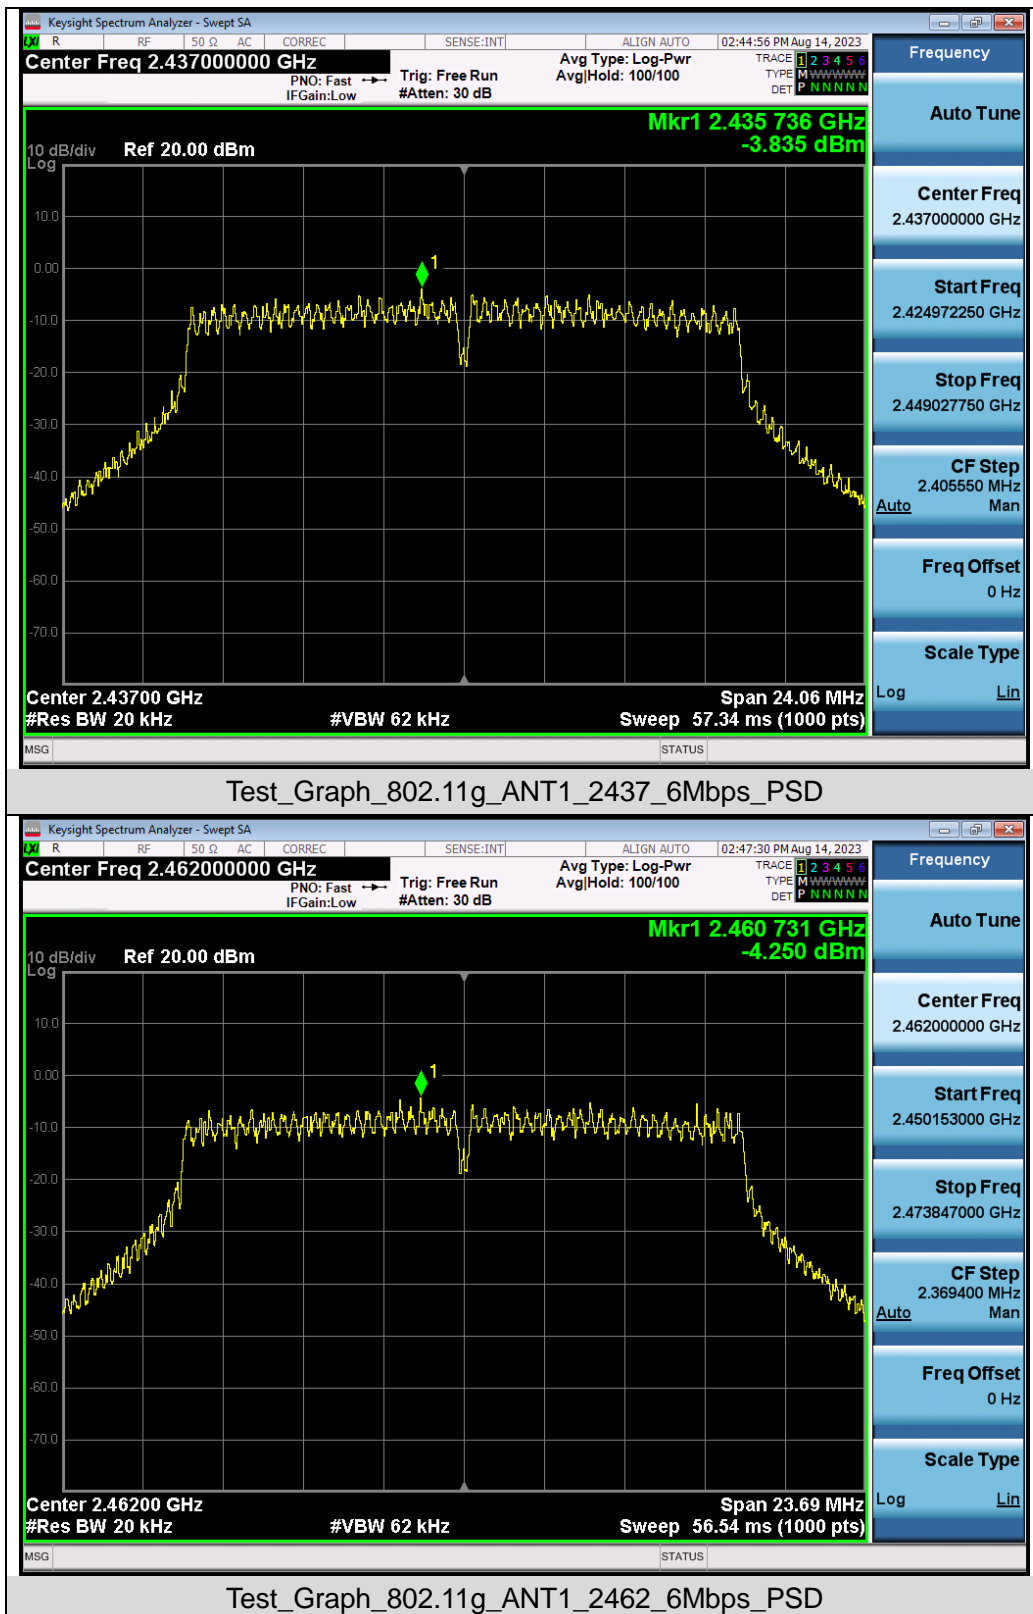 Keysight Spectrum Analyzer - Swept SA
LXI R RF 50 Ω AC CORREC SENSE:INT ALIGN AUTO 02:44:56 PM Aug 14, 2023
Center Freq 2.437000000 GHz
PNO: Fast
IFGain:Low
Trig: Free Run
#Atten: 30 dB
Avg Type: Log-Pwr
Avg|Hold: 100/100
TRACE 1 2 3 4 5 6
TYPE M WWWWW
DET P N N N N N
Mkr1 2.435 736 GHz
-3.835 dBm
10 dB/div Ref 20.00 dBm
Log
10.0
0.00
-10.0
-20.0
-30.0
-40.0
-50.0
-60.0
-70.0
1
Center 2.43700 GHz Span 24.06 MHz
#Res BW 20 kHz #VBW 62 kHz Sweep 57.34 ms (1000 pts)
MSG STATUS
Frequency
Auto Tune
Center Freq
2.437000000 GHz
Start Freq
2.424972250 GHz
Stop Freq
2.449027750 GHz
CF Step
2.405550 MHz
Auto Man
Freq Offset
0 Hz
Scale Type
Log Lin
Test_Graph_802.11g_ANT1_2437_6Mbps_PSD
Keysight Spectrum Analyzer - Swept SA
LXI R RF 50 Ω AC CORREC SENSE:INT ALIGN AUTO 02:47:30 PM Aug 14, 2023
Center Freq 2.462000000 GHz
PNO: Fast
IFGain:Low
Trig: Free Run
#Atten: 30 dB
Avg Type: Log-Pwr
Avg|Hold: 100/100
TRACE 1 2 3 4 5 6
TYPE M WWWWW
DET P N N N N N
Mkr1 2.460 731 GHz
-4.250 dBm
10 dB/div Ref 20.00 dBm
Log
10.0
0.00
-10.0
-20.0
-30.0
-40.0
-50.0
-60.0
-70.0
1
Center 2.46200 GHz Span 23.69 MHz
#Res BW 20 kHz #VBW 62 kHz Sweep 56.54 ms (1000 pts)
MSG STATUS
Frequency
Auto Tune
Center Freq
2.462000000 GHz
Start Freq
2.450153000 GHz
Stop Freq
2.473847000 GHz
CF Step
2.369400 MHz
Auto Man
Freq Offset
0 Hz
Scale Type
Log Lin
Test_Graph_802.11g_ANT1_2462_6Mbps_PSD